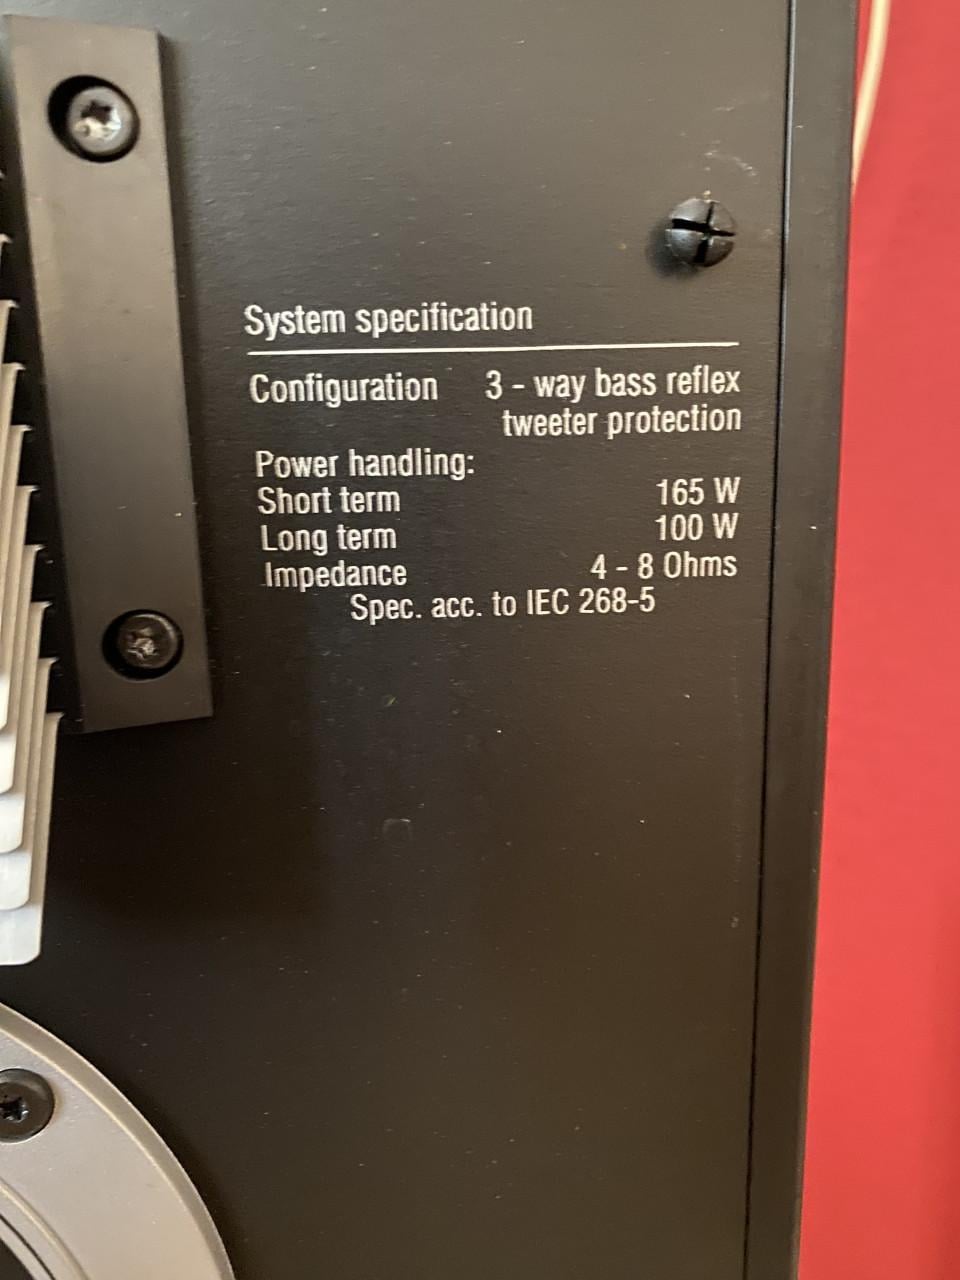 System specification
Configuration 3 - way bass reflex
tweeter protection
Power handling:
Short term 165 W
Long term 100 W
Impedance 4 - 8 Ohms
Spec. acc. to IEC 268-5